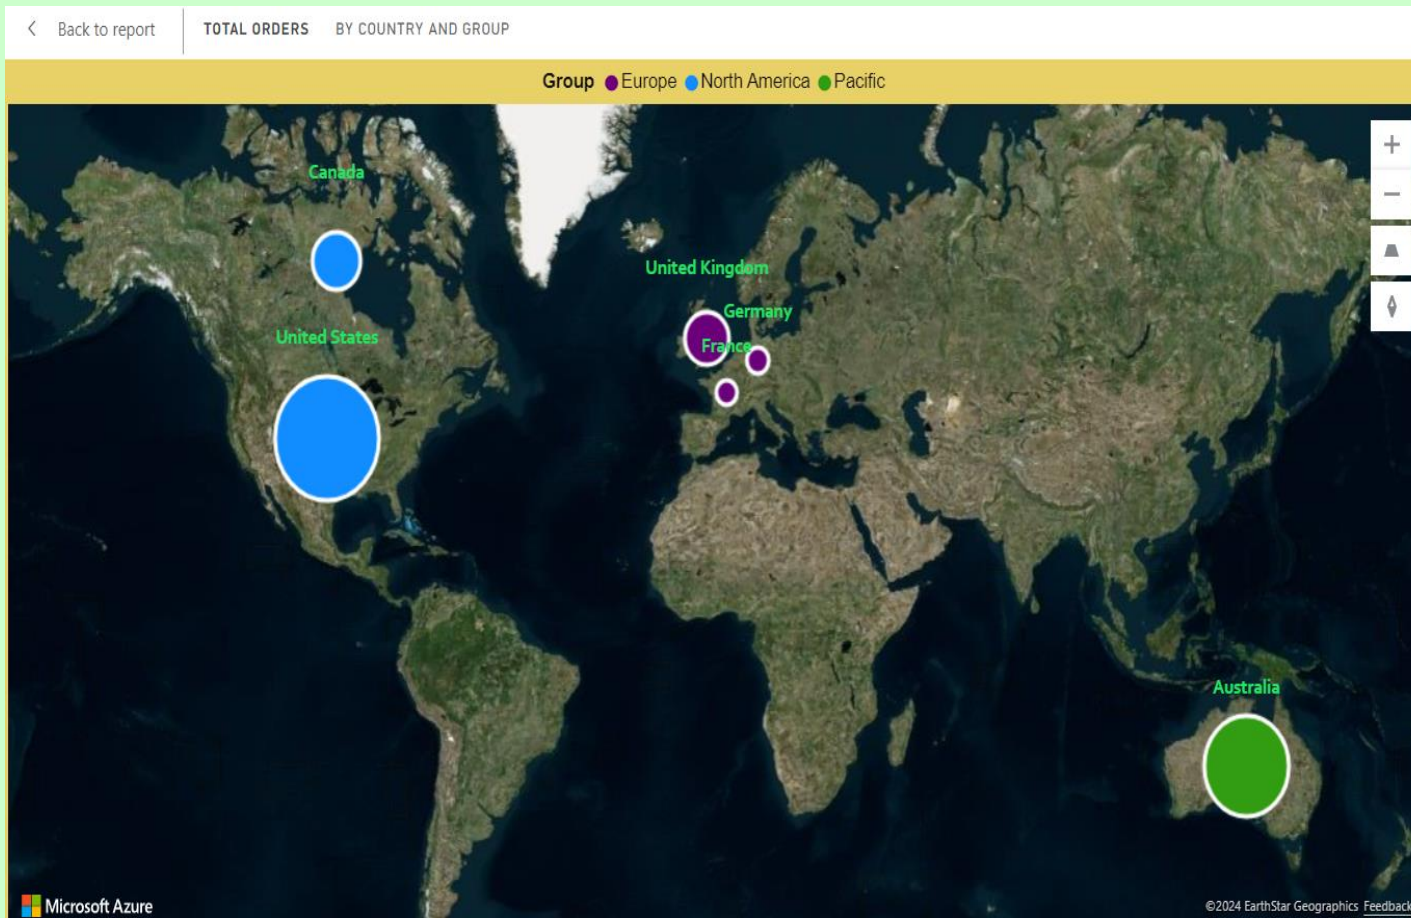 Back to report
TOTAL ORDERS BY COUNTRY AND GROUP
Group Europe North America Pacific
Canada
United Kingdom
Germany
United States
France
Australia
Microsoft Azure
©2024 EarthStar Geographics Feedback